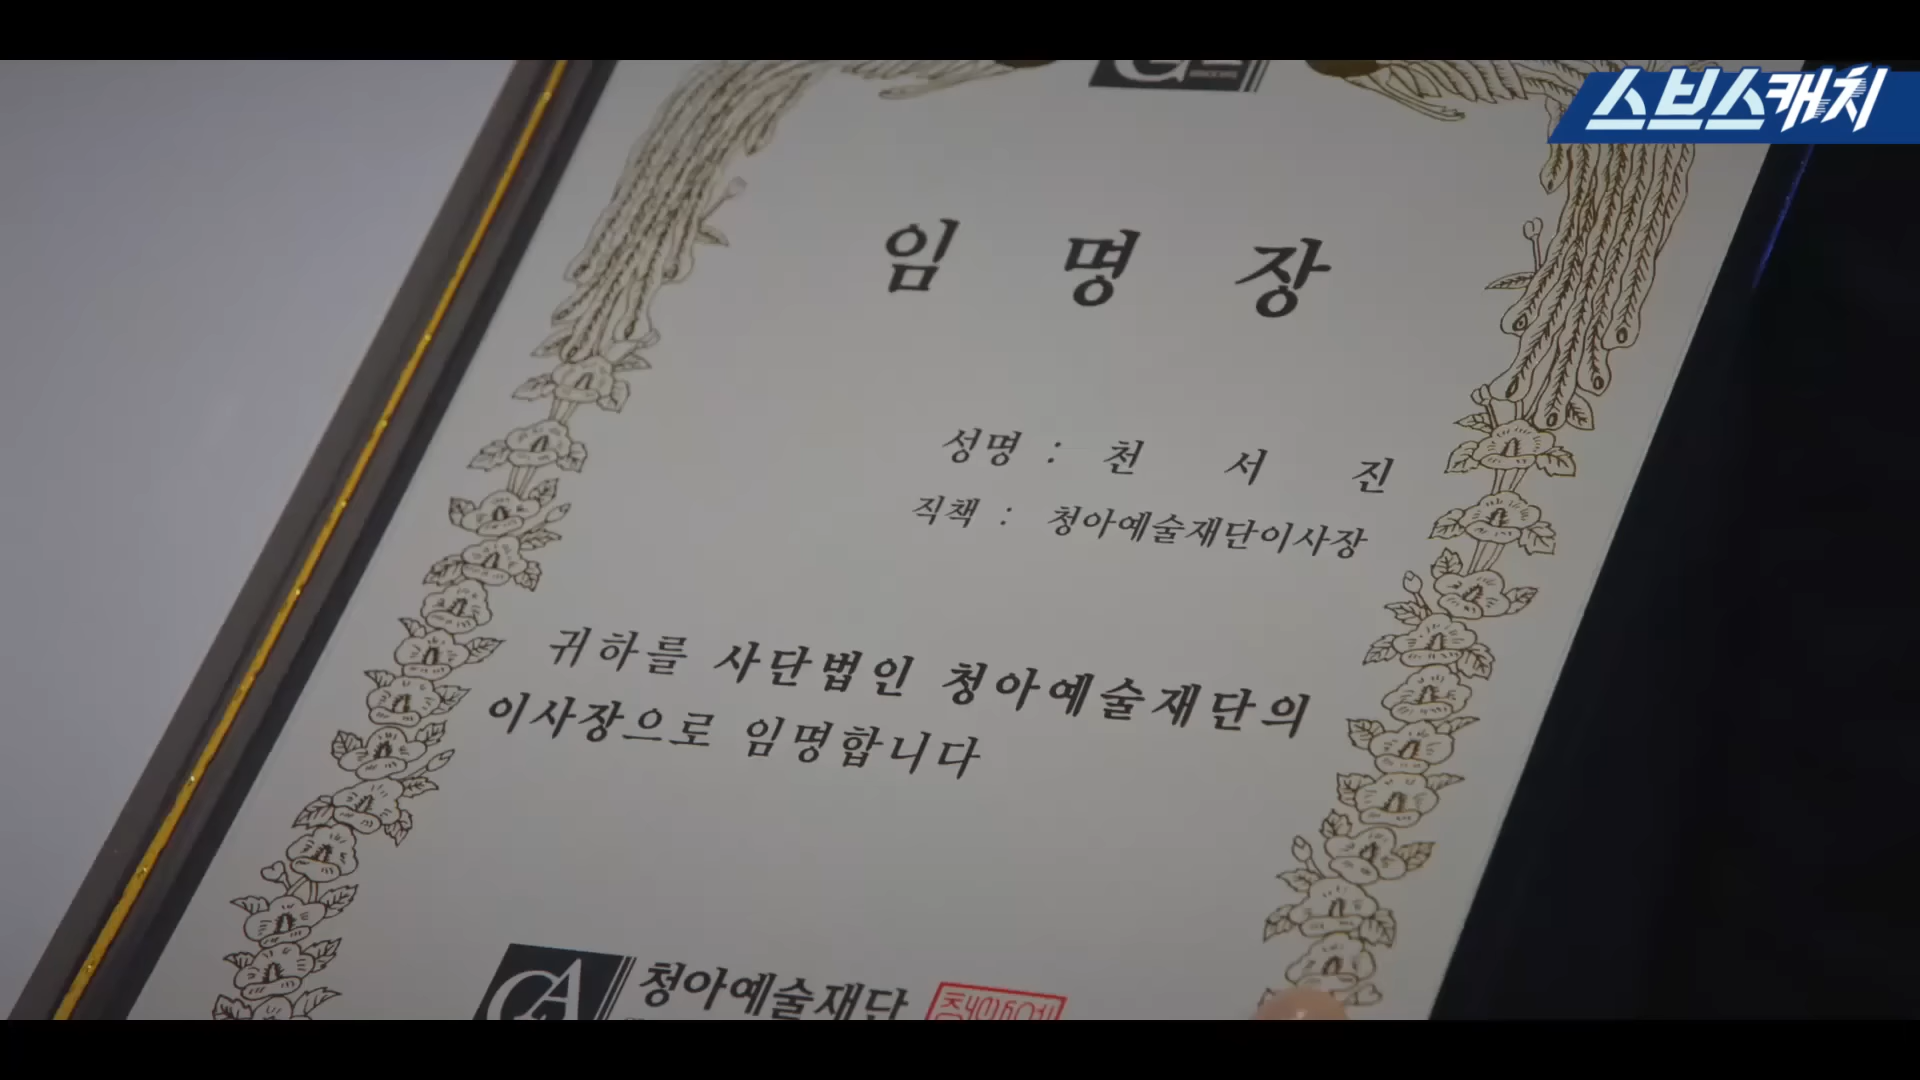 스브스캐치
임 명 장
성명 : 천 서 진
직책 : 청아예술재단이사장
귀하를 사단법인 청아예술재단의
이사장으로 임명합니다
CA 청아예술재단